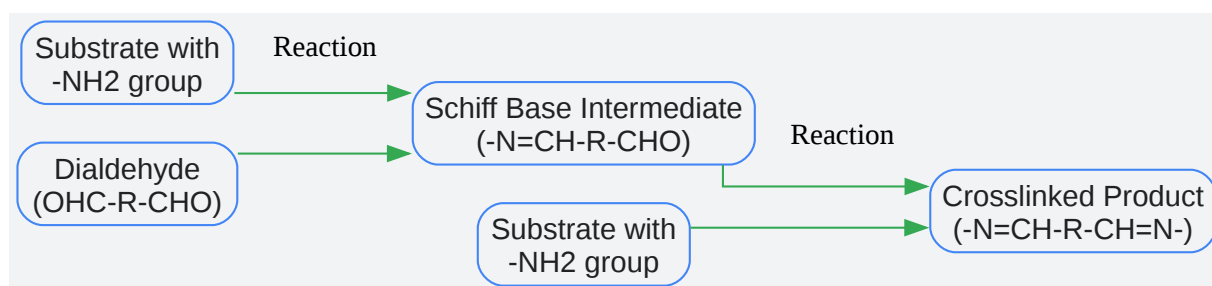 Substrate with
-NH2 group
Reaction
Dialdehyde
(OHC-R-CHO)
Schiff Base Intermediate
(-N=CH-R-CHO)
Reaction
Substrate with
-NH2 group
Crosslinked Product
(-N=CH-R-CH=N-)